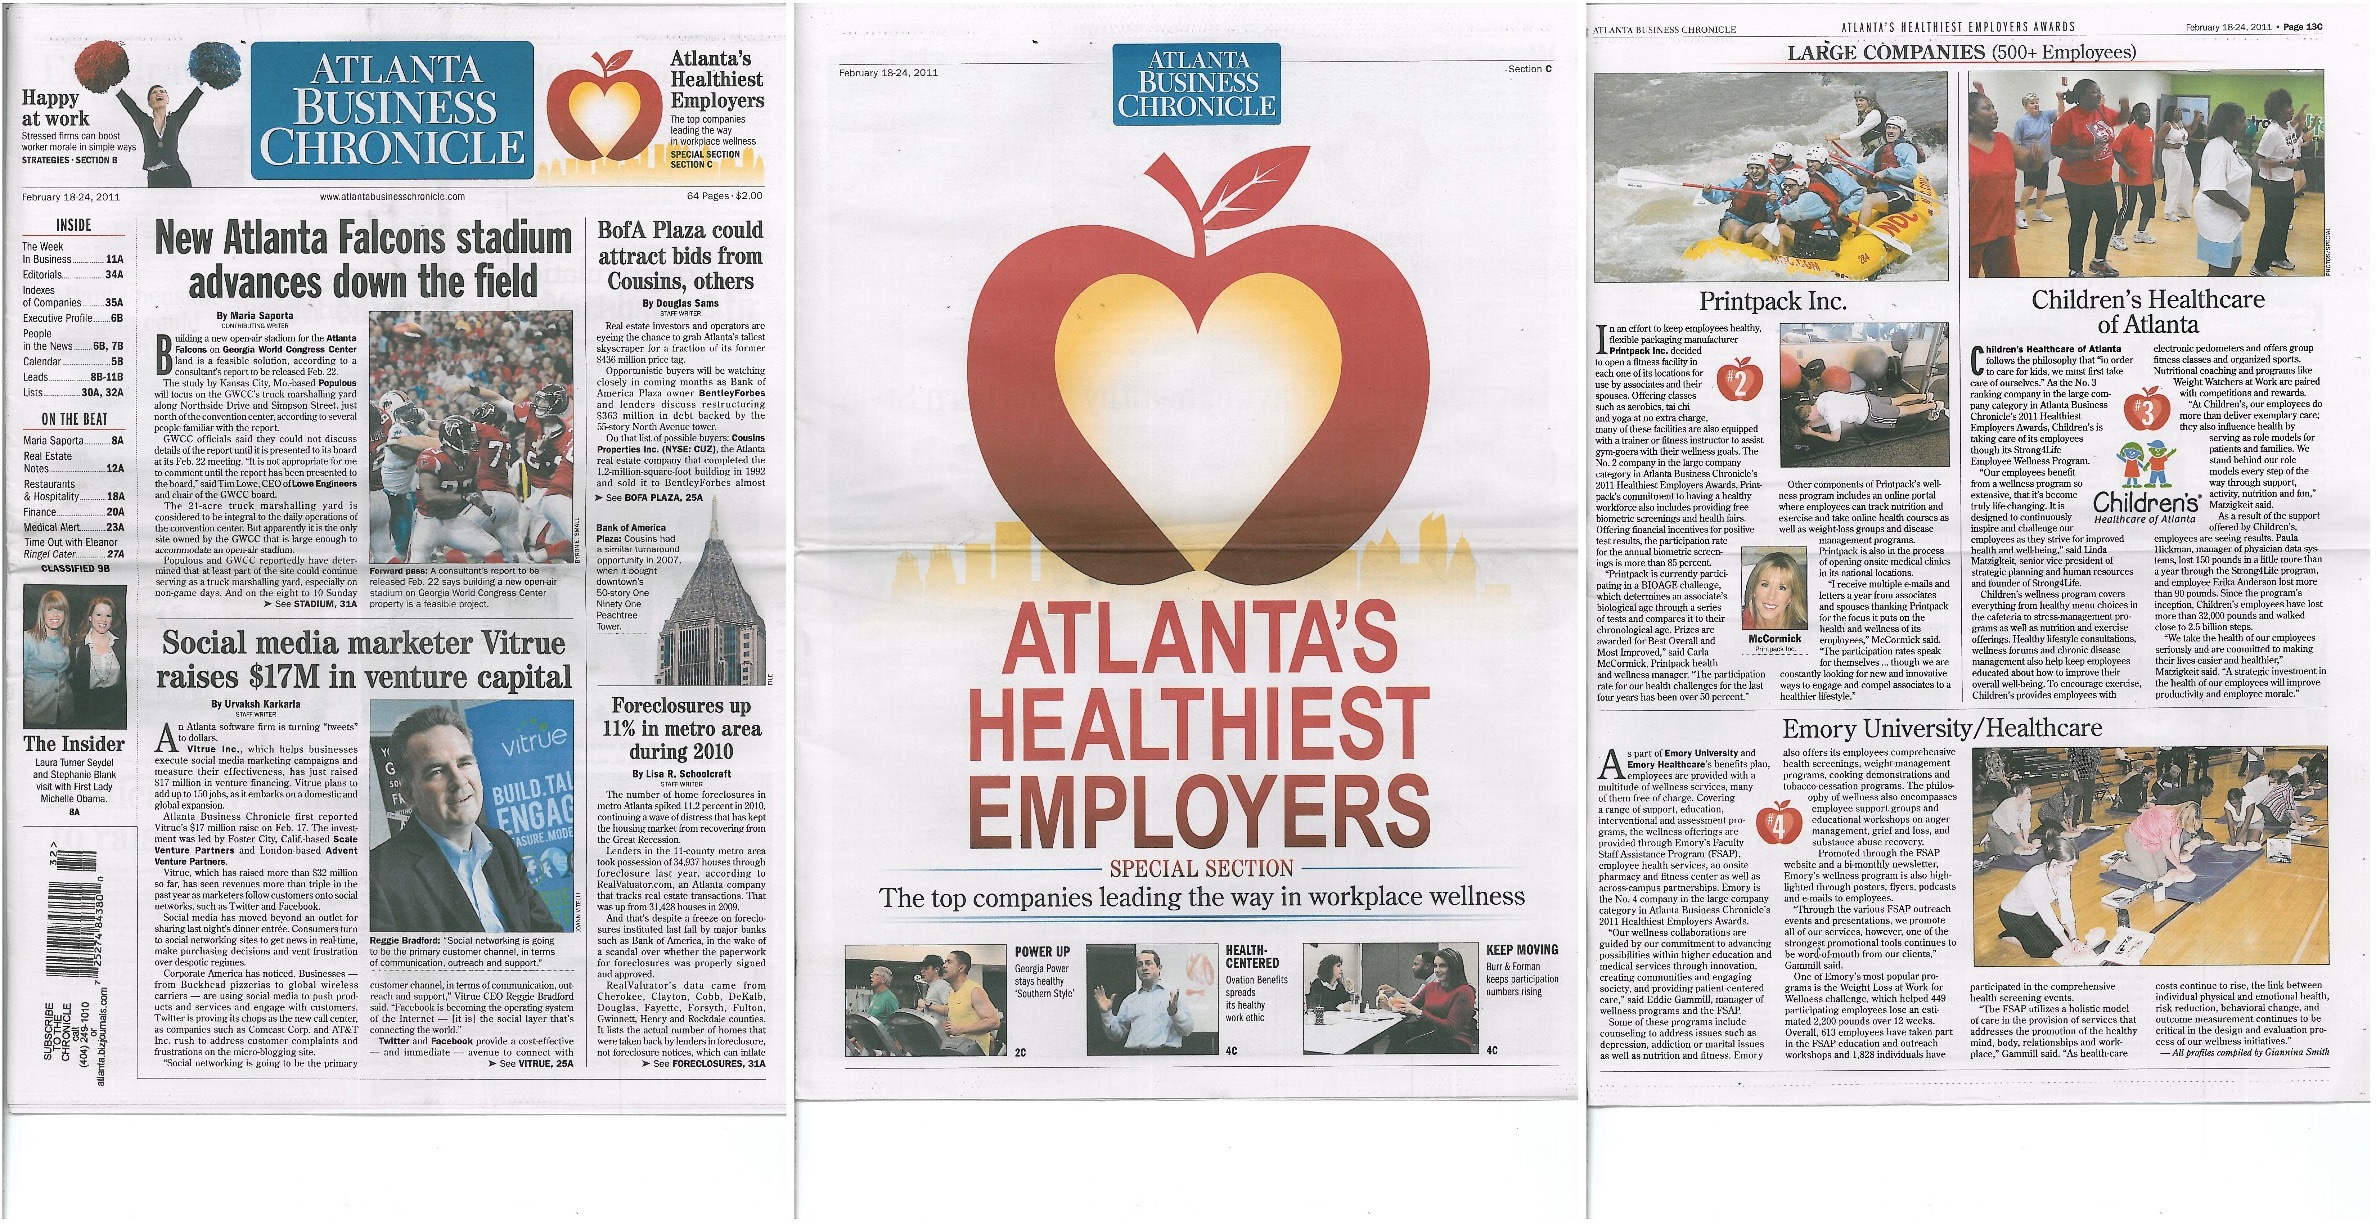 Happy
at work
Stressed firms can boost
worker morale in simple ways
STRATEGIES · SECTION B
ATLANTA
BUSINESS
CHRONICLE
Atlanta's
Healthiest
Employers
The top companies
leading the way
in workplace wellness
SPECIAL SECTION
SECTION C
February 18-24, 2011
www.atlantabusinesschronicle.com
64 Pages · $2.00
INSIDE
The Week
In Business 11A
Editorials 34A
Indexes
of Companies 35A
Executive Profile 6B
People
in the News 6B, 7B
Calendar 5B
Leads 8B-11B
Lists 30A, 32A
ON THE BEAT
Maria Saporta 8A
Real Estate
Notes 12A
Restaurants
& Hospitality 18A
Finance 20A
Medical Alert 23A
Time Out with Eleanor
Ringel Cater 27A
CLASSIFIED 9B
The Insider
Laura Turner Seydel
and Stephanie Blank
visit with First Lady
Michelle Obama.
8A
SUBSCRIBE
TO THE
CHRONICLE
call
(404) 249-1010
or
atlanta.bizjournals.com
New Atlanta Falcons stadium
advances down the field
By Maria Saporta
CONTRIBUTING WRITER
Building a new open-air stadium for the Atlanta
Falcons on Georgia World Congress Center
land is a feasible solution, according to a
consultant's report to be released Feb. 22.
The study by Kansas City, Mo.-based Populous
will focus on the GWCC's truck marshalling yard
along Northside Drive and Simpson Street, just
north of the convention center, according to several
people familiar with the report.
GWCC officials said they could not discuss
details of the report until it is presented to its board
at its Feb. 22 meeting. "It is not appropriate for me
to comment until the report has been presented to
the board," said Tim Lowe, CEO of Lowe Engineers
and chair of the GWCC board.
The 21-acre truck marshalling yard is
considered to be integral to the daily operations of
the convention center. But apparently it is the only
site owned by the GWCC that is large enough to
accommodate an open-air stadium.
Populous and GWCC reportedly have deter-
mined that at least part of the site could continue
serving as a truck marshalling yard, especially on
non-game days. And on the eight to 10 Sunday
➤ See STADIUM, 31A
Forward pass: A consultant's report to be
released Feb. 22 says building a new open-air
stadium on Georgia World Congress Center
property is a feasible project.
BofA Plaza could
attract bids from
Cousins, others
By Douglas Sams
STAFF WRITER
Real estate investors and operators are
eyeing the chance to grab Atlanta's tallest
skyscraper for a fraction of its former
$436 million price tag.
Opportunistic buyers will be watching
closely in coming months as Bank of
America Plaza owner BentleyForbes
and lenders discuss restructuring
$363 million in debt backed by the
55-story North Avenue tower.
On that list of possible buyers: Cousins
Properties Inc. (NYSE: CUZ), the Atlanta
real estate company that completed the
1.2-million-square-foot building in 1992
and sold it to BentleyForbes almost
➤ See BOFA PLAZA, 25A
Bank of America
Plaza: Cousins had
a similar turnaround
opportunity in 2007,
when it bought
downtown's
50-story One
Ninety One
Peachtree
Tower.
FILE
Social media marketer Vitrue
raises $17M in venture capital
By Urvaksh Karkaria
STAFF WRITER
An Atlanta software firm is turning "tweets"
to dollars.
Vitrue Inc., which helps businesses
execute social media marketing campaigns and
measure their effectiveness, has just raised
$17 million in venture financing. Vitrue plans to
add up to 150 jobs, as it embarks on a domestic and
global expansion.
Atlanta Business Chronicle first reported
Vitrue's $17 million raise on Feb. 17. The invest-
ment was led by Foster City, Calif.-based Scale
Venture Partners and London-based Advent
Venture Partners.
Vitrue, which has raised more than $32 million
so far, has seen revenues more than triple in the
past year as marketers follow customers onto social
networks, such as Twitter and Facebook.
Social media has moved beyond an outlet for
sharing last night's dinner entrée. Consumers turn
to social networking sites to get news in real-time,
make purchasing decisions and vent frustration
over despotic regimes.
Corporate America has noticed. Businesses —
from Buckhead pizzerias to global wireless
carriers — are using social media to push prod-
ucts and services and engage with customers.
Twitter is proving its chops as the new call center,
as companies such as Comcast Corp. and AT&T
Inc. rush to address customer complaints and
frustrations on the micro-blogging site.
"Social networking is going to be the primary
vitrue
BUILD.TAL
ENGAG
Reggie Bradford: "Social networking is going
to be the primary customer channel, in terms
of communication, outreach and support."
customer channel, in terms of communication, out-
reach and support," Vitrue CEO Reggie Bradford
said. "Facebook is becoming the operating system
of the Internet — [it is] the social layer that's
connecting the world."
Twitter and Facebook provide a cost-effective
— and immediate — avenue to connect with
➤ See VITRUE, 25A
Foreclosures up
11% in metro area
during 2010
By Lisa R. Schoolcraft
STAFF WRITER
The number of home foreclosures in
metro Atlanta spiked 11.2 percent in 2010,
continuing a wave of distress that has kept
the housing market from recovering from
the Great Recession.
Lenders in the 11-county metro area
took possession of 34,937 houses through
foreclosure last year, according to
RealValuator.com, an Atlanta company
that tracks real estate transactions. That
was up from 31,428 houses in 2009.
And that's despite a freeze on foreclo-
sures instituted last fall by major banks
such as Bank of America, in the wake of
a scandal over whether the paperwork
for foreclosures was properly signed
and approved.
RealValuator's data came from
Cherokee, Clayton, Cobb, DeKalb,
Douglas, Fayette, Forsyth, Fulton,
Gwinnett, Henry and Rockdale counties.
It lists the actual number of homes that
were taken back by lenders in foreclosure,
not foreclosure notices, which can inflate
➤ See FORECLOSURES, 31A
February 18-24, 2011
Section C
ATLANTA
BUSINESS
CHRONICLE
ATLANTA'S
HEALTHIEST
EMPLOYERS
SPECIAL SECTION
The top companies leading the way in workplace wellness
POWER UP
Georgia Power
stays healthy
'Southern Style'
2C
HEALTH-
CENTERED
Ovation Benefits
spreads
its healthy
work ethic
4C
KEEP MOVING
Burr & Forman
keeps participation
numbers rising
4C
ATLANTA BUSINESS CHRONICLE
ATLANTA'S HEALTHIEST EMPLOYERS AWARDS
February 18-24, 2011 • Page 13C
LARGE COMPANIES (500+ Employees)
PHOTOS/SPECIAL
Printpack Inc.
In an effort to keep employees healthy,
flexible packaging manufacturer
Printpack Inc. decided
to open a fitness facility in
each one of its locations for
use by associates and their
spouses. Offering classes
such as aerobics, tai chi
and yoga at no extra charge,
many of these facilities are also equipped
with a trainer or fitness instructor to assist
gym-goers with their wellness goals. The
No. 2 company in the large company
category in Atlanta Business Chronicle's
2011 Healthiest Employers Awards, Print-
pack's commitment to having a healthy
workforce also includes providing free
biometric screenings and health fairs.
Offering financial incentives for positive
test results, the participation rate
for the annual biometric screen-
ings is more than 85 percent.
"Printpack is currently partici-
pating in a BIOAGE challenge,
which determines an associate's
biological age through a series
of tests and compares it to their
chronological age. Prizes are
awarded for Best Overall and
Most Improved," said Carla
McCormick, Printpack health
and wellness manager. "The participation
rate for our health challenges for the last
four years has been over 50 percent."
#2
Other components of Printpack's well-
ness program includes an online portal
where employees can track nutrition and
exercise and take online health courses as
well as weight-loss groups and disease
management programs.
Printpack is also in the process
of opening onsite medical clinics
in its national locations.
"I receive multiple e-mails and
letters a year from associates
and spouses thanking Printpack
for the focus it puts on the
health and wellness of its
employees," McCormick said.
"The participation rates speak
for themselves ... though we are
constantly looking for new and innovative
ways to engage and compel associates to a
healthier lifestyle."
McCormick
Printpack Inc.
Children's Healthcare
of Atlanta
Children's Healthcare of Atlanta
follows the philosophy that "in order
to care for kids, we must first take
care of ourselves." As the No. 3
ranking company in the large com-
pany category in Atlanta Business
Chronicle's 2011 Healthiest
Employers Awards, Children's is
taking care of its employees
though its Strong4Life
Employee Wellness Program.
"Our employees benefit
from a wellness program so
extensive, that it's become
truly life-changing. It is
designed to continuously
inspire and challenge our
employees as they strive for improved
health and well-being," said Linda
Matzigkeit, senior vice president of
strategic planning and human resources
and founder of Strong4Life.
Children's wellness program covers
everything from healthy menu choices in
the cafeteria to stress-management pro-
grams as well as nutrition and exercise
offerings. Healthy lifestyle consultations,
wellness forums and chronic disease
management also help keep employees
educated about how to improve their
overall well-being. To encourage exercise,
Children's provides employees with
#3
Children's
Healthcare of Atlanta
electronic pedometers and offers group
fitness classes and organized sports.
Nutritional coaching and programs like
Weight Watchers at Work are paired
with competitions and rewards.
"At Children's, our employees do
more than deliver exemplary care;
they also influence health by
serving as role models for
patients and families. We
stand behind our role
models every step of the
way through support,
activity, nutrition and fun,"
Matzigkeit said.
As a result of the support
offered by Children's,
employees are seeing results. Paula
Hickman, manager of physician data sys-
tems, lost 150 pounds in a little more than
a year through the Strong4Life program,
and employee Erika Anderson lost more
than 90 pounds. Since the program's
inception, Children's employees have lost
more than 32,000 pounds and walked
close to 2.5 billion steps.
"We take the health of our employees
seriously and are committed to making
their lives easier and healthier,"
Matzigkeit said. "A strategic investment in
the health of our employees will improve
productivity and employee morale."
Emory University/Healthcare
As part of Emory University and
Emory Healthcare's benefits plan,
employees are provided with a
multitude of wellness services, many
of them free of charge. Covering
a range of support, education,
interventional and assessment pro-
grams, the wellness offerings are
provided through Emory's Faculty
Staff Assistance Program (FSAP),
employee health services, an onsite
pharmacy and fitness center as well as
across-campus partnerships. Emory is
the No. 4 company in the large company
category in Atlanta Business Chronicle's
2011 Healthiest Employers Awards.
"Our wellness collaborations are
guided by our commitment to advancing
possibilities within higher education and
medical services through innovation,
creating communities and engaging
society, and providing patient-centered
care," said Eddie Gammill, manager of
wellness programs and the FSAP.
Some of these programs include
counseling to address issues such as
depression, addiction or marital issues
as well as nutrition and fitness. Emory
#4
also offers its employees comprehensive
health screenings, weight-management
programs, cooking demonstrations and
tobacco-cessation programs. The philos-
ophy of wellness also encompasses
employee support groups and
educational workshops on anger
management, grief and loss, and
substance abuse recovery.
Promoted through the FSAP
website and a bi-monthly newsletter,
Emory's wellness program is also high-
lighted through posters, flyers, podcasts
and e-mails to employees.
"Through the various FSAP outreach
events and presentations, we promote
all of our services, however, one of the
strongest promotional tools continues to
be word-of-mouth from our clients,"
Gammill said.
One of Emory's most popular pro-
grams is the Weight Loss at Work for
Wellness challenge, which helped 449
participating employees lose an esti-
mated 2,200 pounds over 12 weeks.
Overall, 613 employees have taken part
in the FSAP education and outreach
workshops and 1,828 individuals have
participated in the comprehensive
health screening events.
"The FSAP utilizes a holistic model
of care in the provision of services that
addresses the promotion of the healthy
mind, body, relationships and work-
place," Gammill said. "As health-care
costs continue to rise, the link between
individual physical and emotional health,
risk reduction, behavioral change, and
outcome measurement continues to be
critical in the design and evaluation pro-
cess of our wellness initiatives."
— All profiles compiled by Giannina Smith